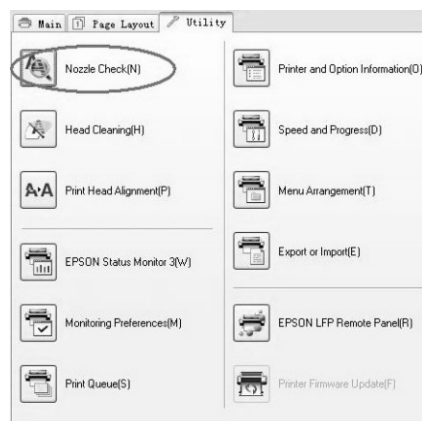 Main
Page Layout
Utility
Nozzle Check(N)
Head Cleaning(H)
Print Head Alignment(P)
EPSON Status Monitor 3(W)
Monitoring Preferences(M)
Print Queue(S)
Printer and Option Information(O)
Speed and Progress(D)
Menu Arrangement(T)
Export or Import(E)
EPSON LFP Remote Panel(R)
Printer Firmware Update(F)